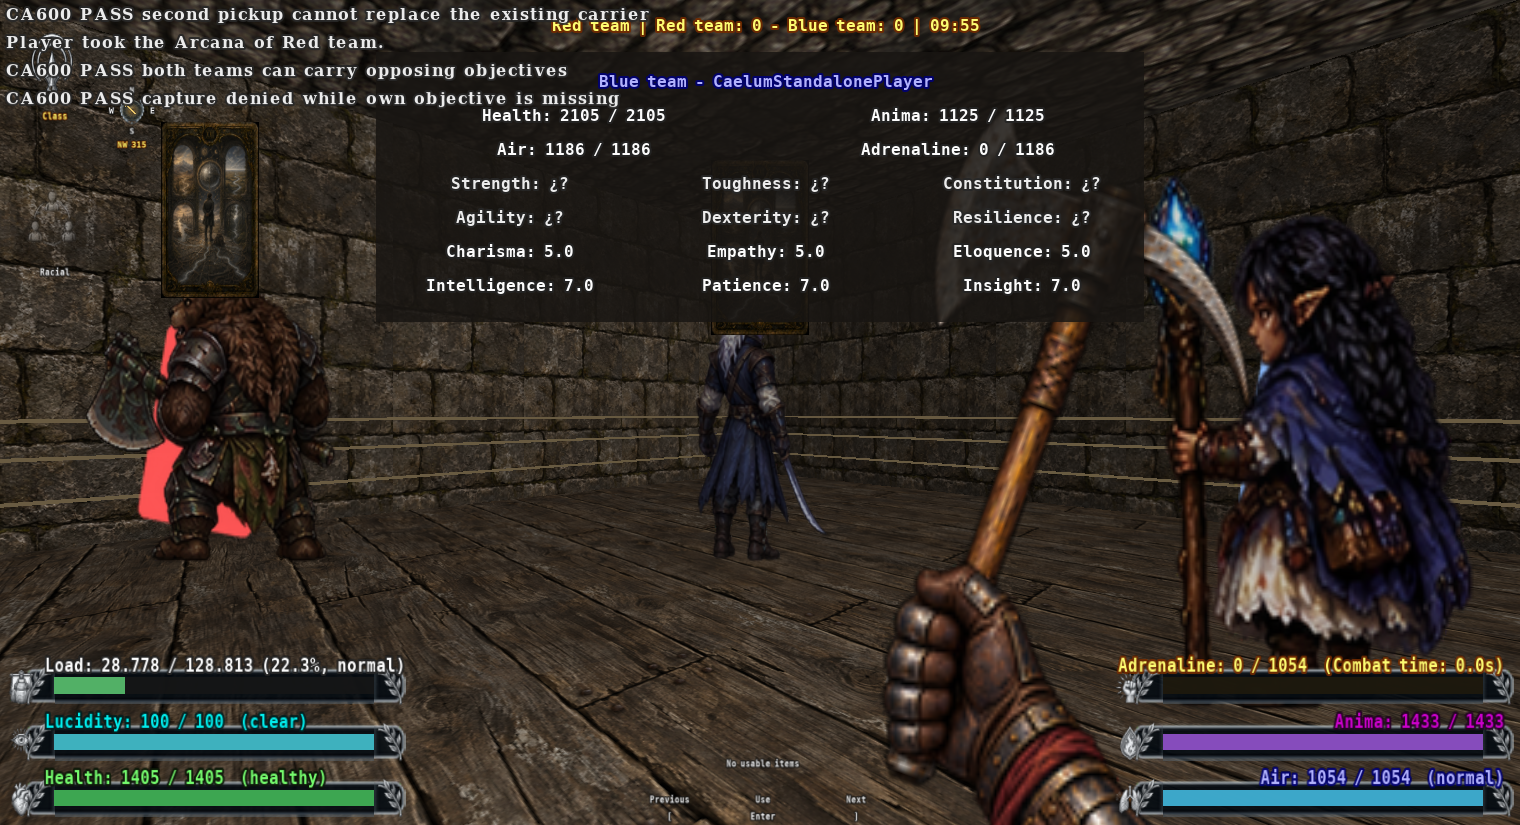 CA600 PASS second pickup cannot replace the existing carrier
Red team | Red team: 0 - Blue team: 0 | 09:55
Player took the Arcana of Red team.
CA600 PASS both teams can carry opposing objectives
Blue team - CaelumStandalonePlayer
CA600 PASS capture denied while own objective is missing
Class
N
W E
S
NW 315
Health: 2105 / 2105 Anima: 1125 / 1125
Air: 1186 / 1186 Adrenaline: 0 / 1186
Strength: ¿? Toughness: ¿? Constitution: ¿?
Agility: ¿? Dexterity: ¿? Resilience: ¿?
Charisma: 5.0 Empathy: 5.0 Eloquence: 5.0
Intelligence: 7.0 Patience: 7.0 Insight: 7.0
Racial
Load: 28.778 / 128.813 (22.3%, normal)
Lucidity: 100 / 100 (clear)
Health: 1405 / 1405 (healthy)
Adrenaline: 0 / 1054 (Combat time: 0.0s)
Anima: 1433 / 1433
Air: 1054 / 1054 (normal)
No usable items
Previous Use Next
[ Enter ]